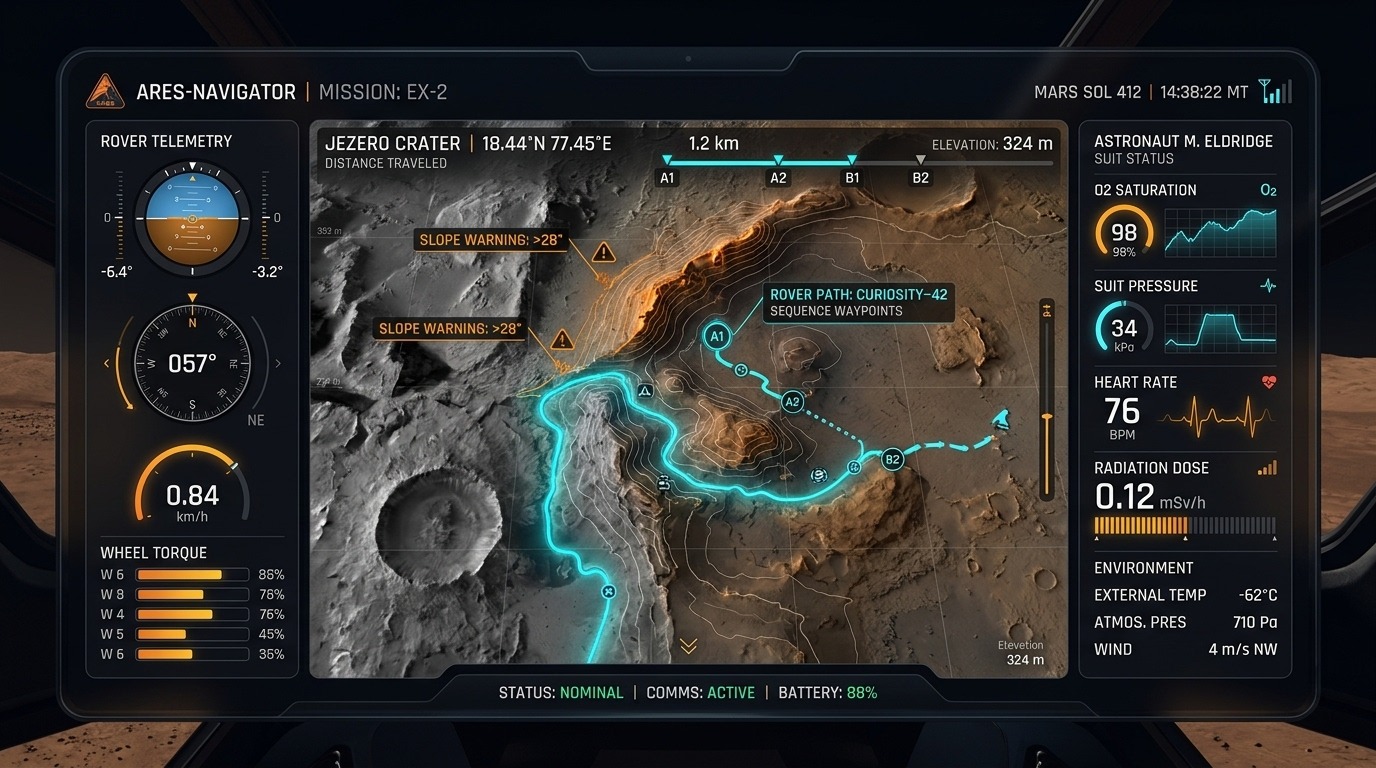 ARES-NAVIGATOR | MISSION: EX-2
MARS SOL 412 | 14:38:22 MT
ROVER TELEMETRY
0
0
-6.4°
-3.2°
N
W
S
057°
NE
0.84
km/h
WHEEL TORQUE
W 6 88%
W 8 78%
W 4 76%
W 5 45%
W 6 36%
JEZERO CRATER | 18.44°N 77.45°E
DISTANCE TRAVELED
1.2 km
ELEVATION: 324 m
A1 A2 B1 B2
SLOPE WARNING: >28°
SLOPE WARNING: >28°
ROVER PATH: CURIOSITY-42
SEQUENCE WAYPOINTS
A1
A2
B2
Etevetion
324 m
ASTRONAUT M. ELDRIDGE
SUIT STATUS
O2 SATURATION O₂
98
98%
SUIT PRESSURE
34
kPa
HEART RATE
76
BPM
RADIATION DOSE
0.12 mSv/h
ENVIRONMENT
EXTERNAL TEMP -62°C
ATMOS. PRES 710 Pa
WIND 4 m/s NW
STATUS: NOMINAL | COMMS: ACTIVE | BATTERY: 88%